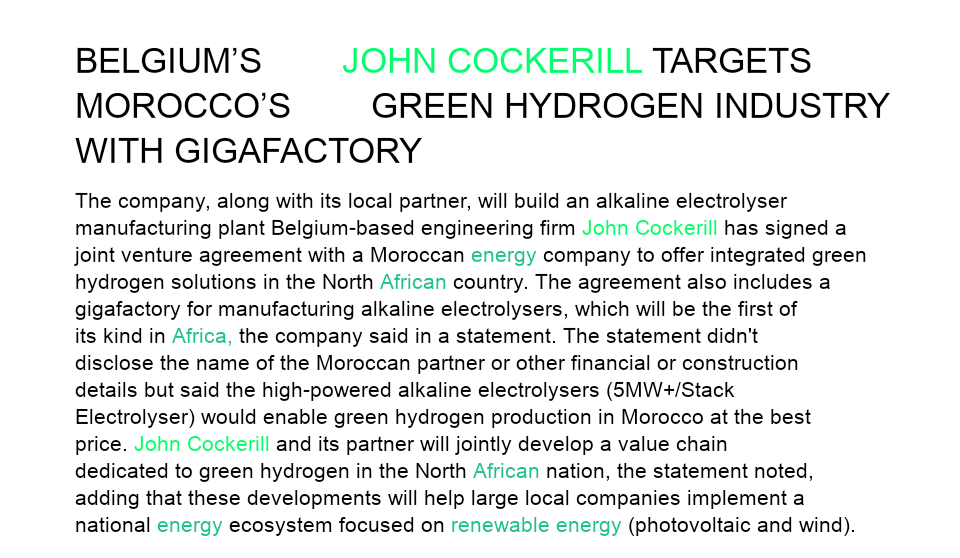 BELGIUM’S JOHN COCKERILL TARGETS
MOROCCO’S GREEN HYDROGEN INDUSTRY
WITH GIGAFACTORY
The company, along with its local partner, will build an alkaline electrolyser
manufacturing plant Belgium-based engineering firm John Cockerill has signed a
joint venture agreement with a Moroccan energy company to offer integrated green
hydrogen solutions in the North African country. The agreement also includes a
gigafactory for manufacturing alkaline electrolysers, which will be the first of
its kind in Africa, the company said in a statement. The statement didn't
disclose the name of the Moroccan partner or other financial or construction
details but said the high-powered alkaline electrolysers (5MW+/Stack
Electrolyser) would enable green hydrogen production in Morocco at the best
price. John Cockerill and its partner will jointly develop a value chain
dedicated to green hydrogen in the North African nation, the statement noted,
adding that these developments will help large local companies implement a
national energy ecosystem focused on renewable energy (photovoltaic and wind).